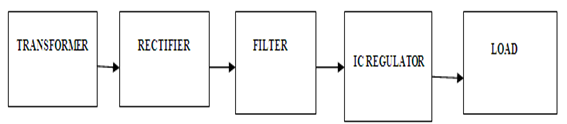 TRANSFORMER
RECTIFIER
FILTER
IC REGULATOR
LOAD